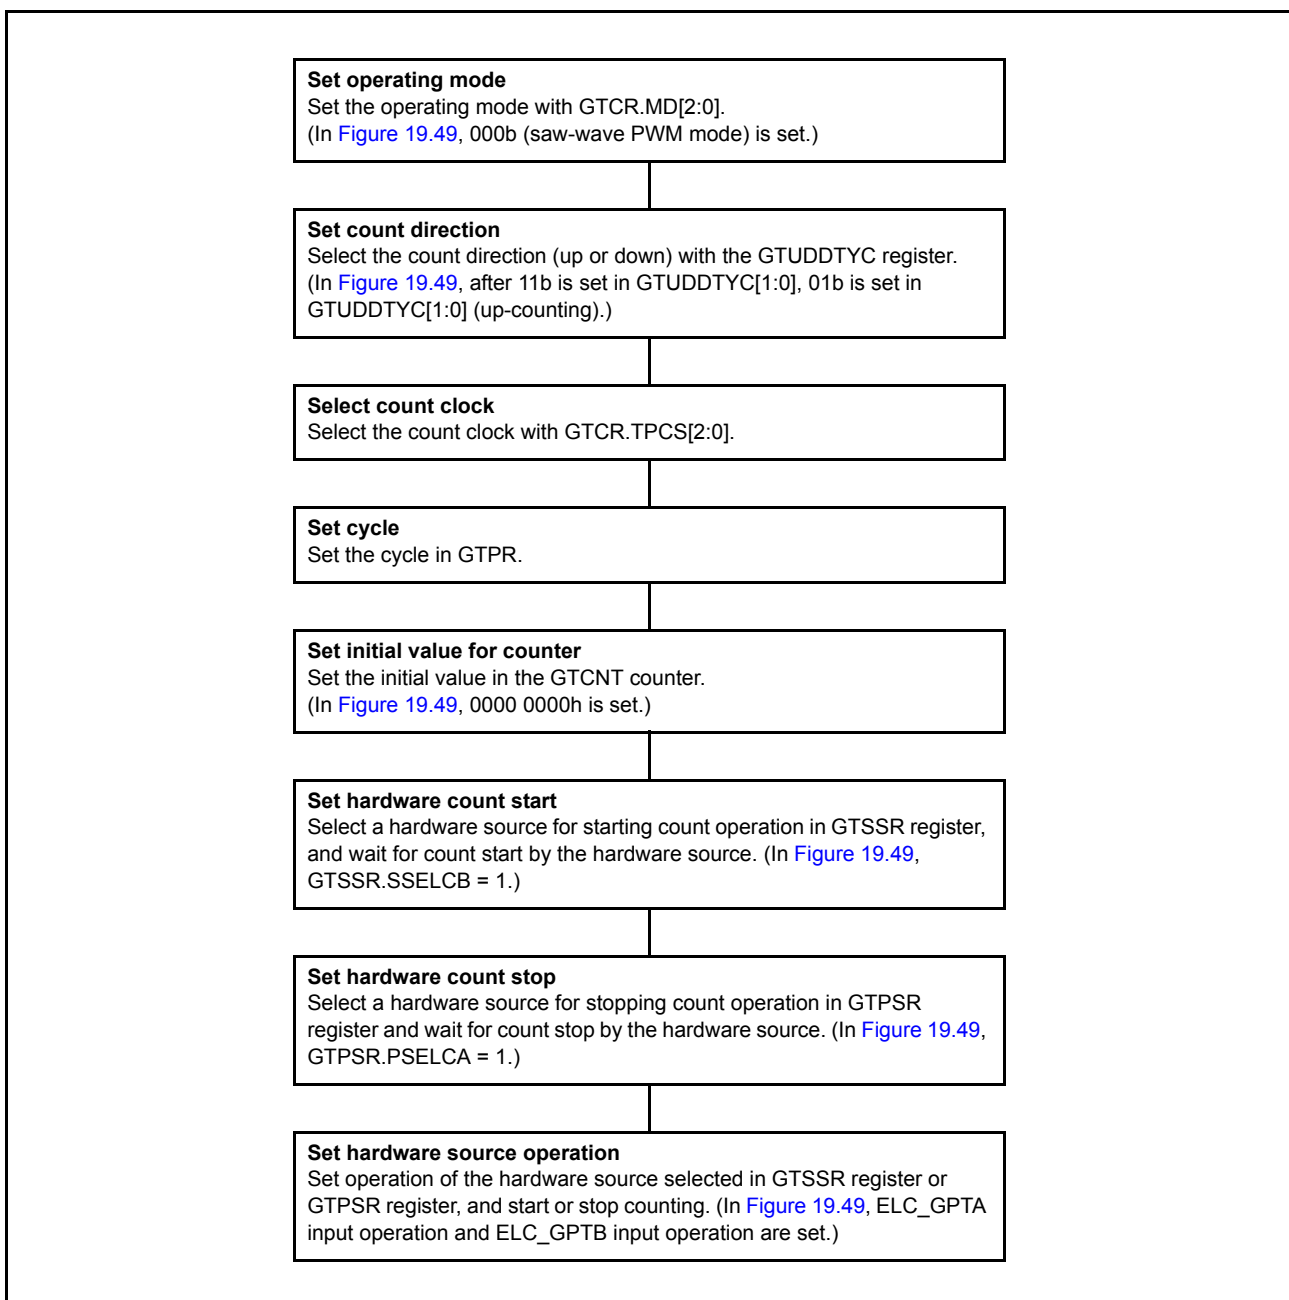 Set operating mode
Set the operating mode with GTCR.MD[2:0].
(In Figure 19.49, 000b (saw-wave PWM mode) is set.)
Set count direction
Select the count direction (up or down) with the GTUDDTYC register.
(In Figure 19.49, after 11b is set in GTUDDTYC[1:0], 01b is set in
GTUDDTYC[1:0] (up-counting).)
Select count clock
Select the count clock with GTCR.TPCS[2:0].
Set cycle
Set the cycle in GTPR.
Set initial value for counter
Set the initial value in the GTCNT counter.
(In Figure 19.49, 0000 0000h is set.)
Set hardware count start
Select a hardware source for starting count operation in GTSSR register,
and wait for count start by the hardware source. (In Figure 19.49,
GTSSR.SSELCB = 1.)
Set hardware count stop
Select a hardware source for stopping count operation in GTPSR
register and wait for count stop by the hardware source. (In Figure 19.49,
GTPSR.PSELCA = 1.)
Set hardware source operation
Set operation of the hardware source selected in GTSSR register or
GTPSR register, and start or stop counting. (In Figure 19.49, ELC_GPTA
input operation and ELC_GPTB input operation are set.)